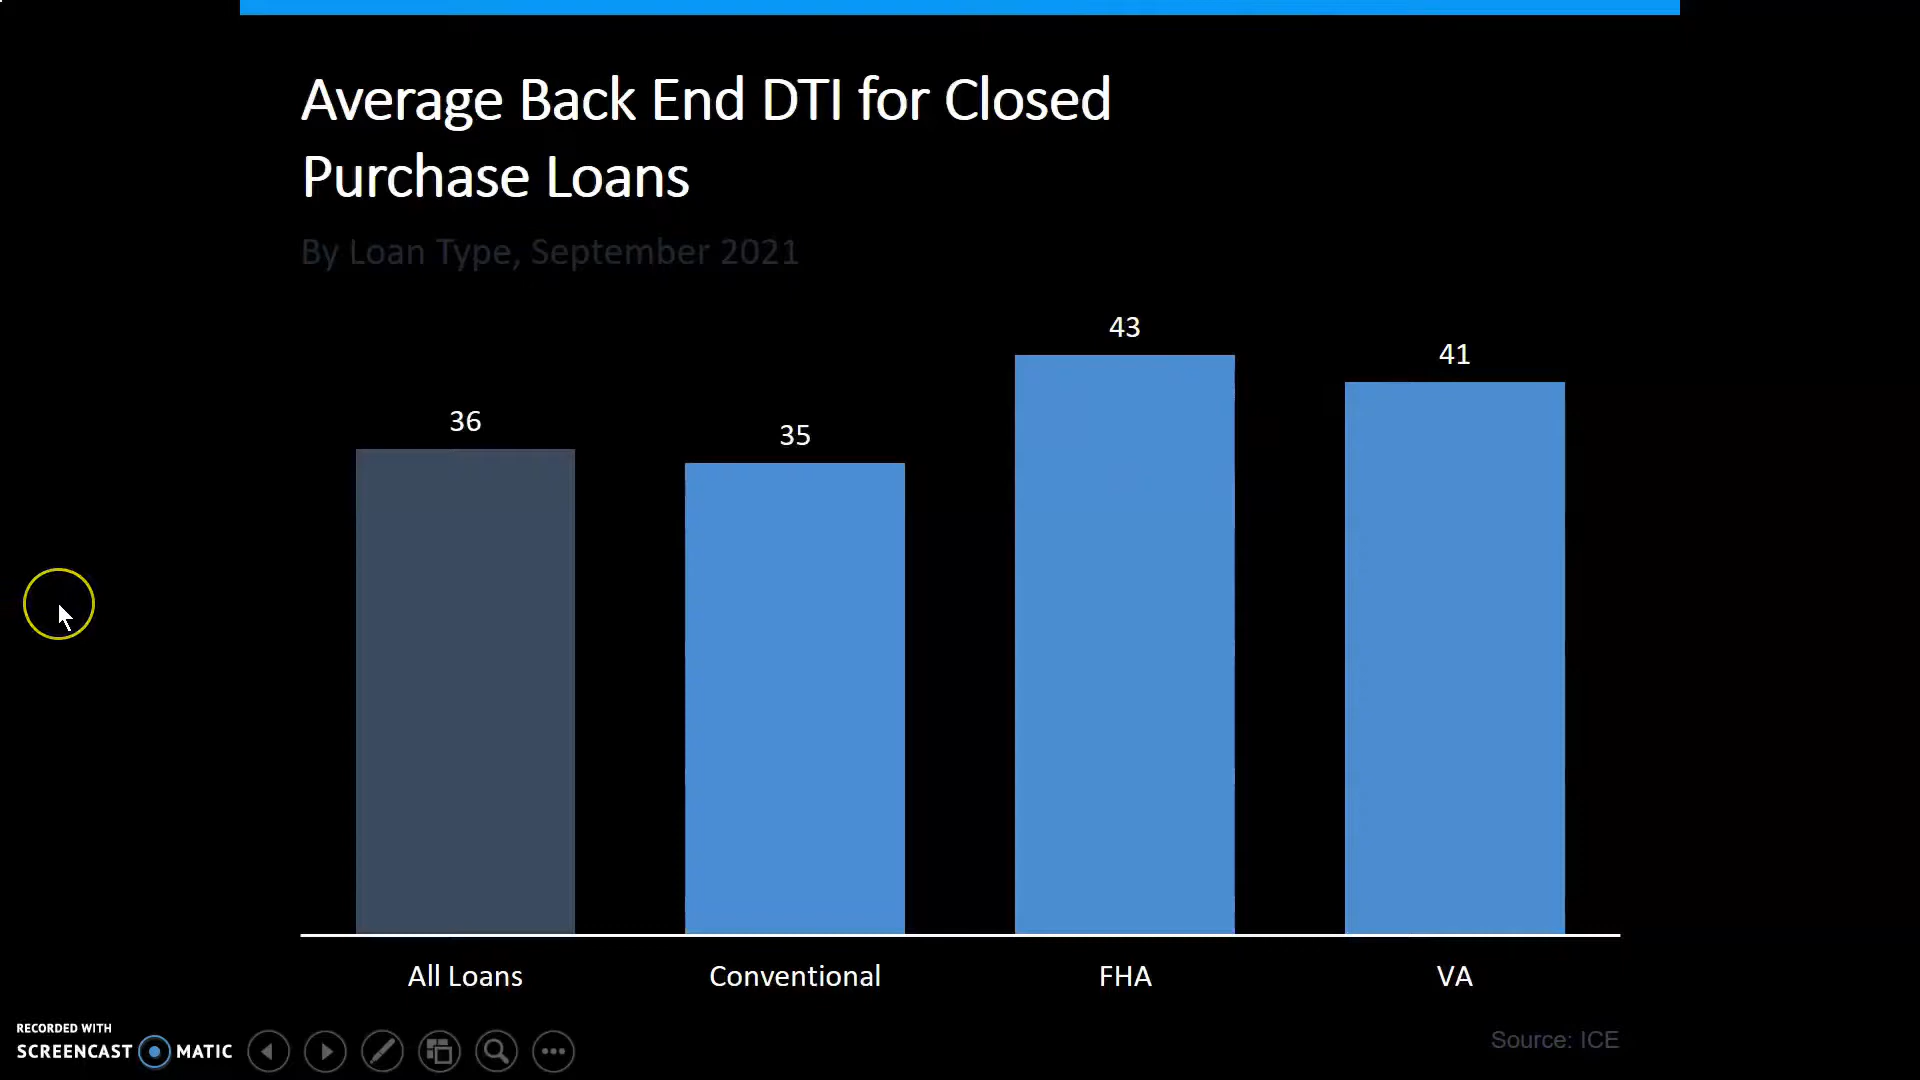 Average Back End DTI for Closed
Purchase Loans
By Loan Type, September 2021
43
41
36
35
All Loans
Conventional
FHA
VA
RECORDED WITH
SCREENCAST MATIC
Source: ICE